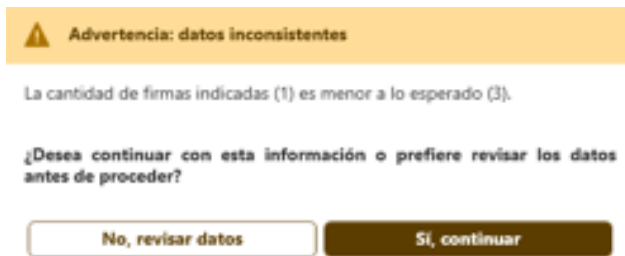 Advertencia: datos inconsistentes
La cantidad de firmas indicadas (1) es menor a lo esperado (3).
¿Desea continuar con esta información o prefiere revisar los datos
antes de proceder?
No, revisar datos
Sí, continuar